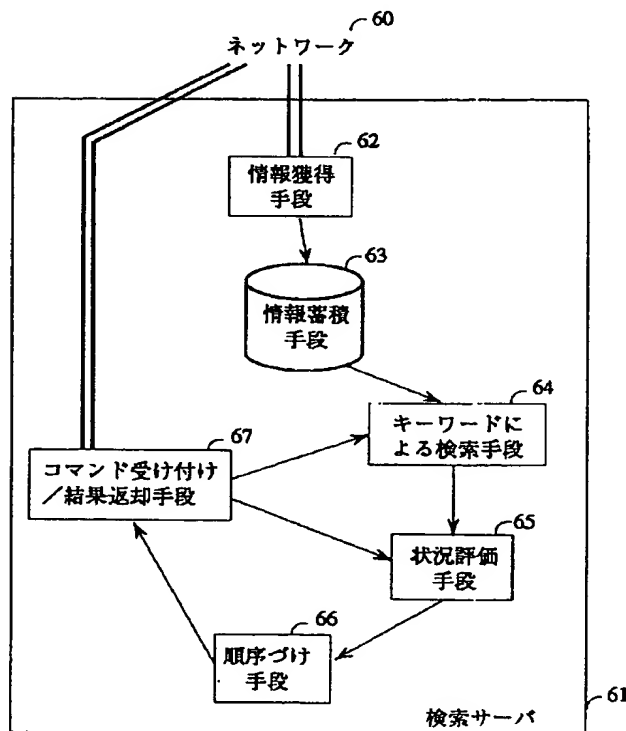 60
ネットワーク
62
情報獲得
手段
63
情報蓄積
手段
64
キーワードに
よる検索手段
67
コマンド受け付け
／結果返却手段
65
状況評価
手段
66
順序づけ
手段
61
検索サーバ